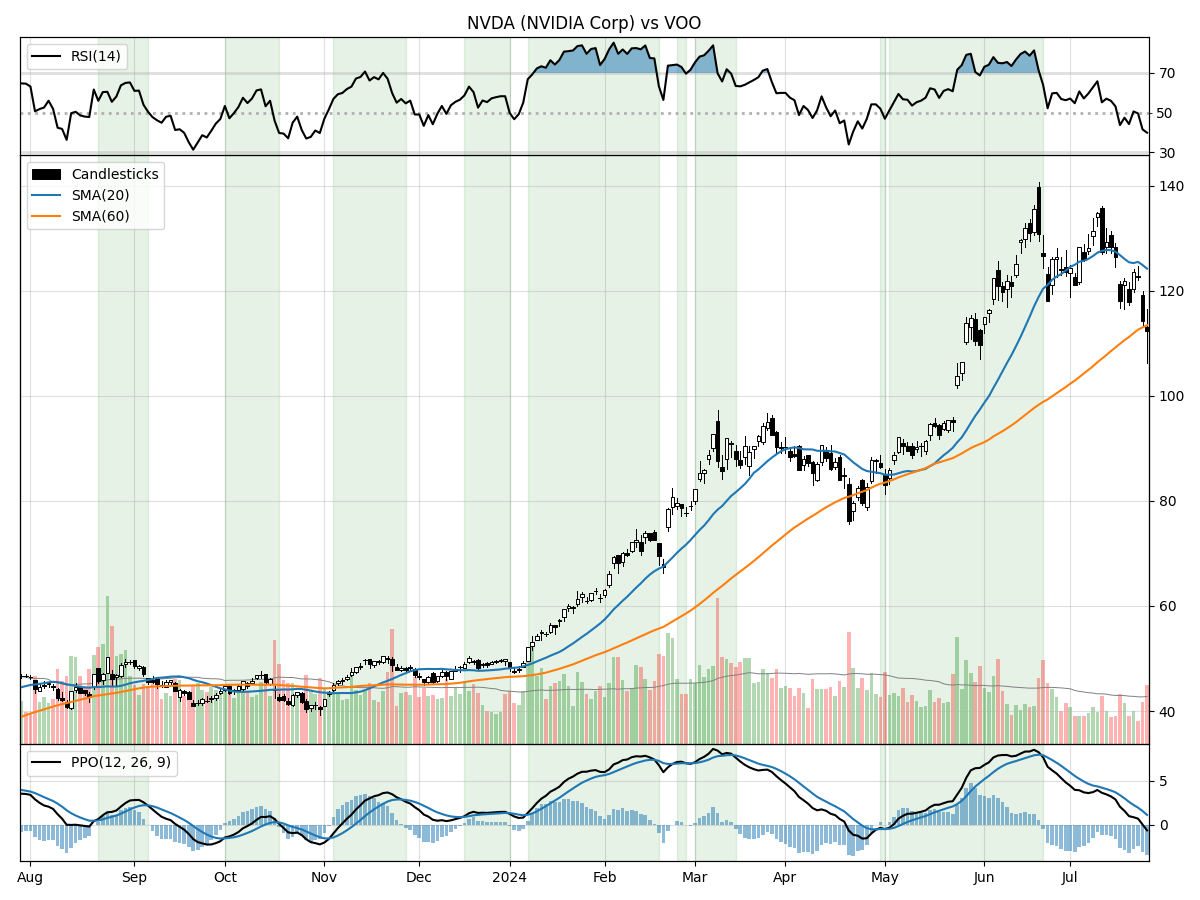 NVDA (NVIDIA Corp) vs VOO
RSI(14)
70
50
30
Candlesticks
SMA(20)
SMA(60)
140
120
100
80
60
40
PPO(12, 26, 9)
5
0
Aug Sep Oct Nov Dec 2024 Feb Mar Apr May Jun Jul